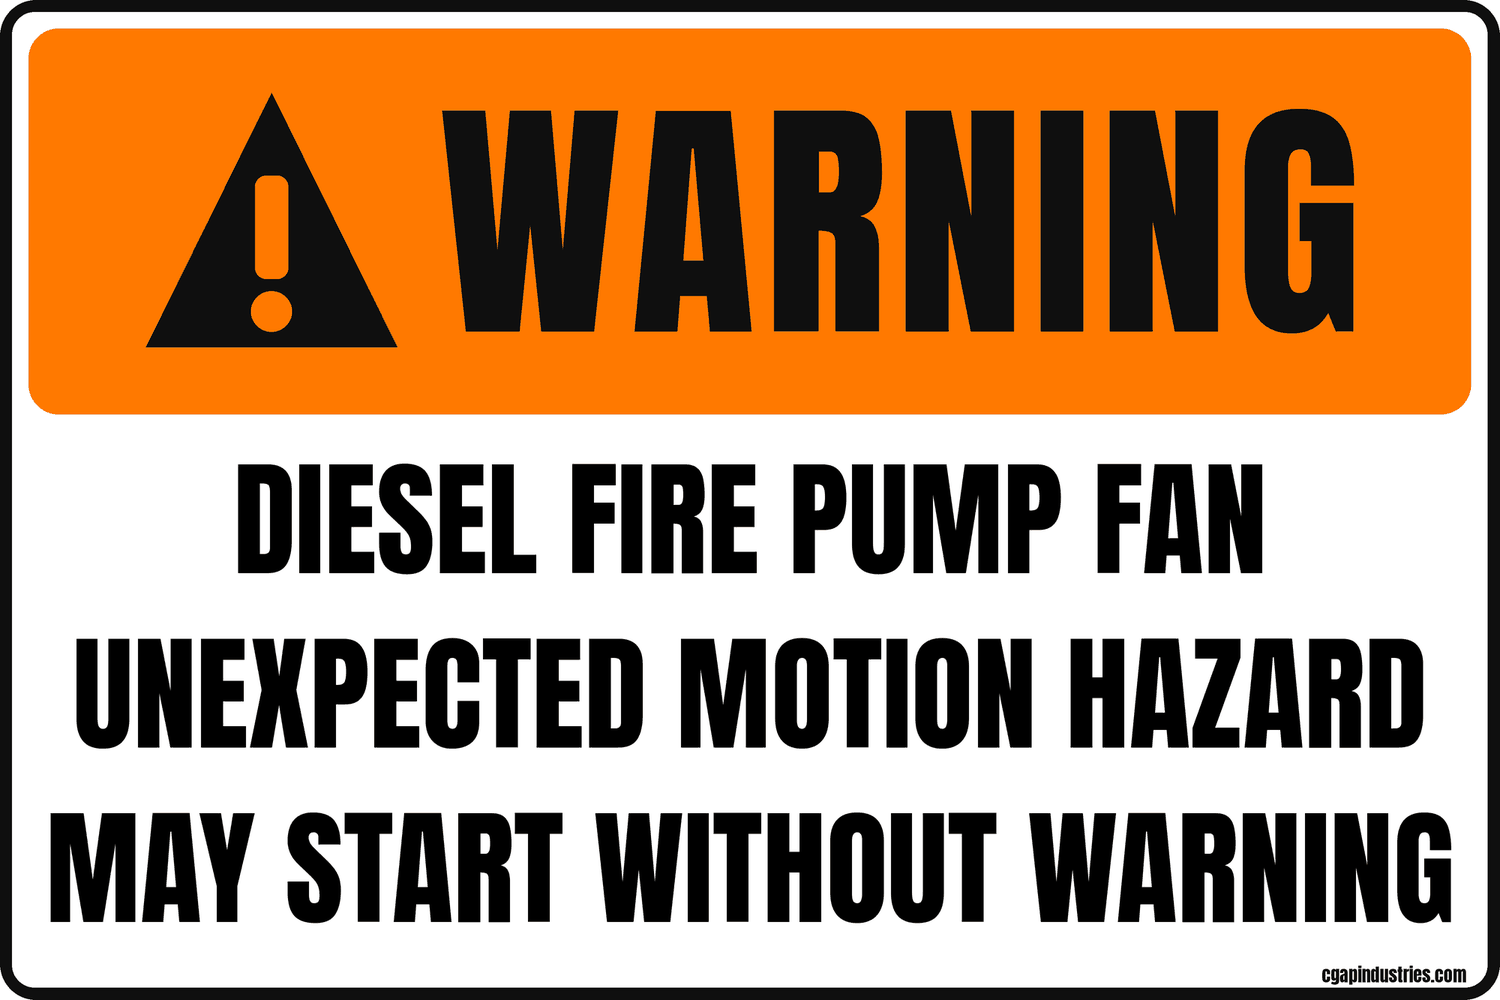 WARNING
DIESEL FIRE PUMP FAN
UNEXPECTED MOTION HAZARD
MAY START WITHOUT WARNING
cgapindustries.com